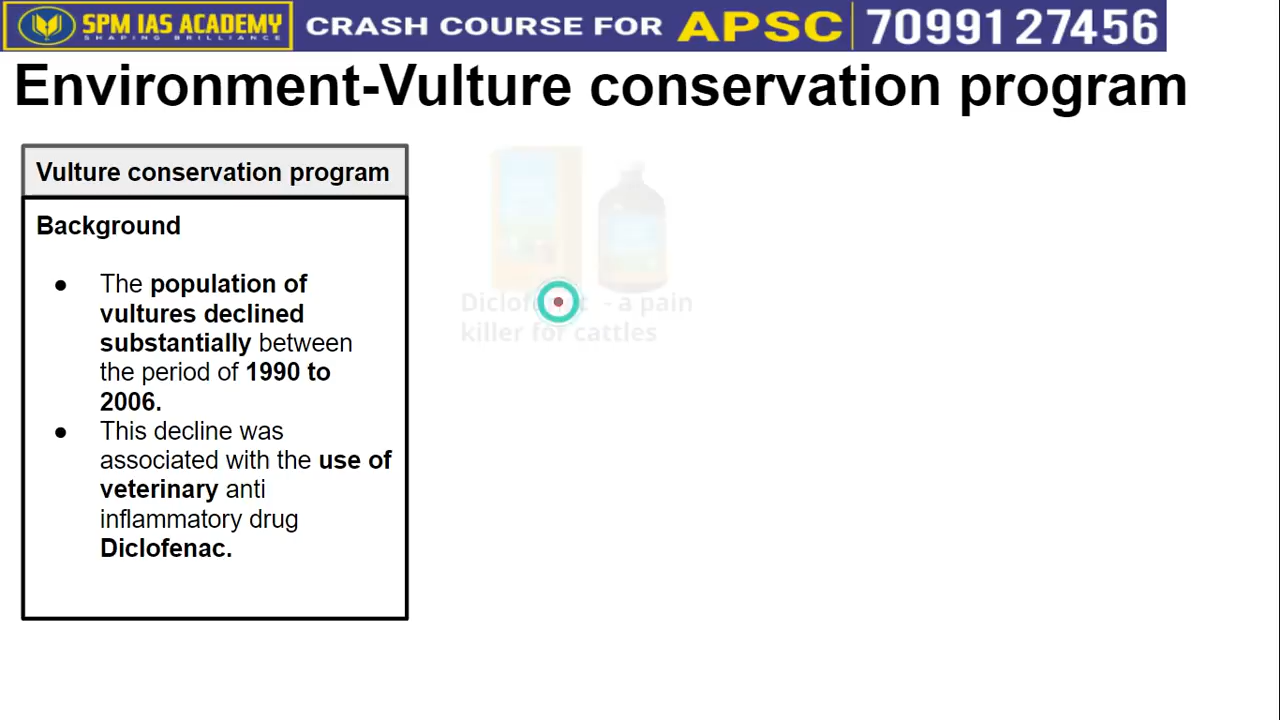 SPM IAS ACADEMY
SHAPING BRILLIANCE
CRASH COURSE FOR APSC 70991 27456
Environment-Vulture conservation program
Vulture conservation program
Background
● The population of
vultures declined
substantially between
the period of 1990 to
2006.
● This decline was
associated with the use of
veterinary anti
inflammatory drug
Diclofenac.
- a pain
killer for cattles